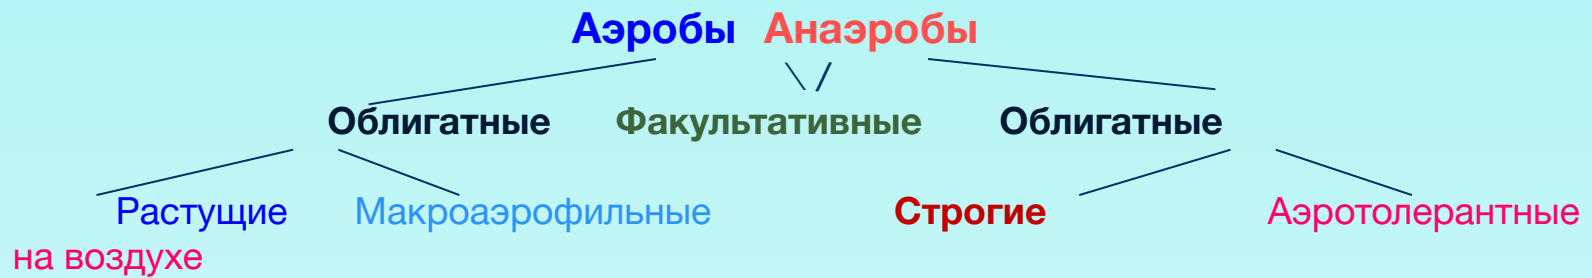 Аэробы Анаэробы
Облигатные Факультативные Облигатные
Растущие Макроаэрофильные Строгие Аэротолерантные
на воздухе